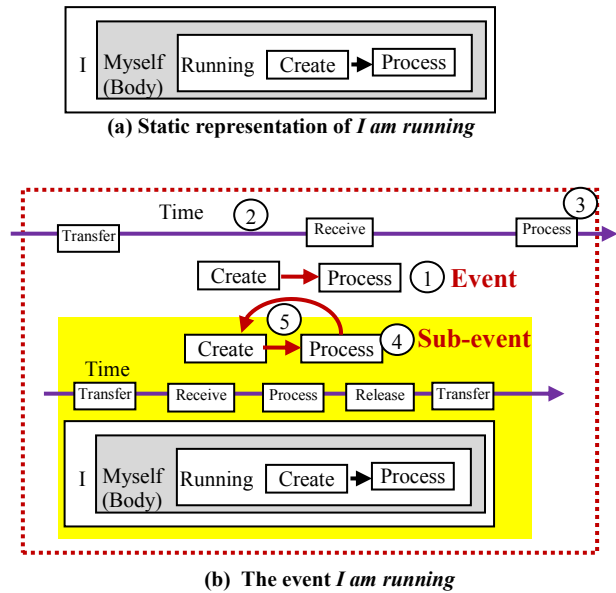 I
Myself
(Body)
Running
Create
Process
(a) Static representation of I am running
Time
2
3
Transfer
Receive
Process
Create
Process
1
Event
5
Create
Process
4
Sub-event
Time
Transfer
Receive
Process
Release
Transfer
I
Myself
(Body)
Running
Create
Process
(b) The event I am running